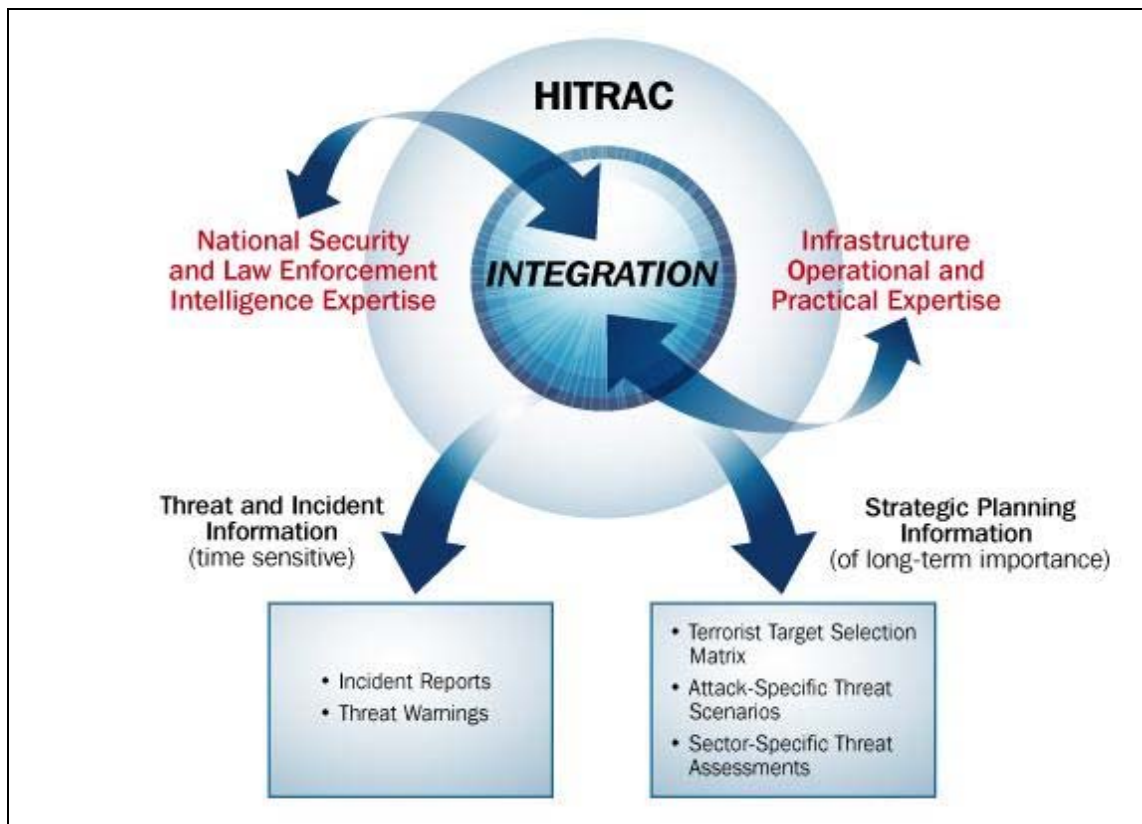 HITRAC
National Security
and Law Enforcement
Intelligence Expertise
INTEGRATION
Infrastructure
Operational and
Practical Expertise
Threat and Incident
Information
(time sensitive)
Strategic Planning
Information
(of long-term importance)
• Incident Reports
• Threat Warnings
• Terrorist Target Selection
Matrix
• Attack-Specific Threat
Scenarios
• Sector-Specific Threat
Assessments